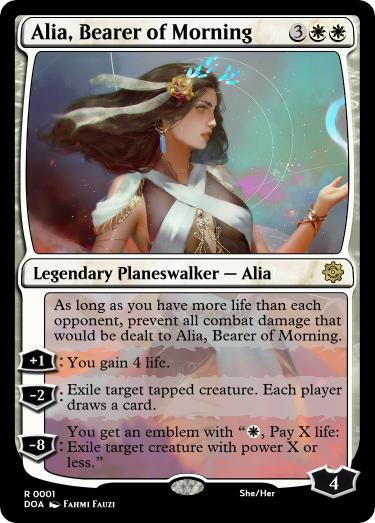 Alia, Bearer of Morning 3
Legendary Planeswalker — Alia
As long as you have more life than each
opponent, prevent all combat damage that
would be dealt to Alia, Bearer of Morning.
+1: You gain 4 life.
-2: Exile target tapped creature. Each player
draws a card.
You get an emblem with “, Pay X life:
-8: Exile target creature with power X or
less.”
4
R 0001
DOA Fahmi Fauzi
She/Her